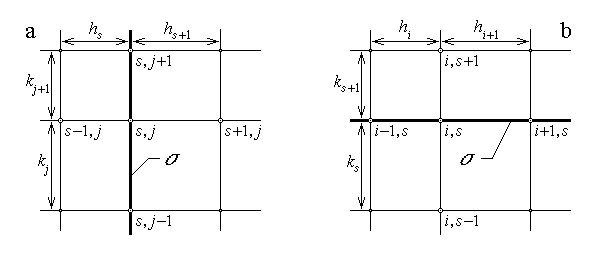 a
h_s
h_{s+1}
s, j+1
k_{j+1}
s−1, j
s, j
s+1, j
k_j
σ
s, j−1
b
h_i
h_{i+1}
i, s+1
k_{s+1}
i−1, s
i, s
i+1, s
k_s
σ
i, s−1